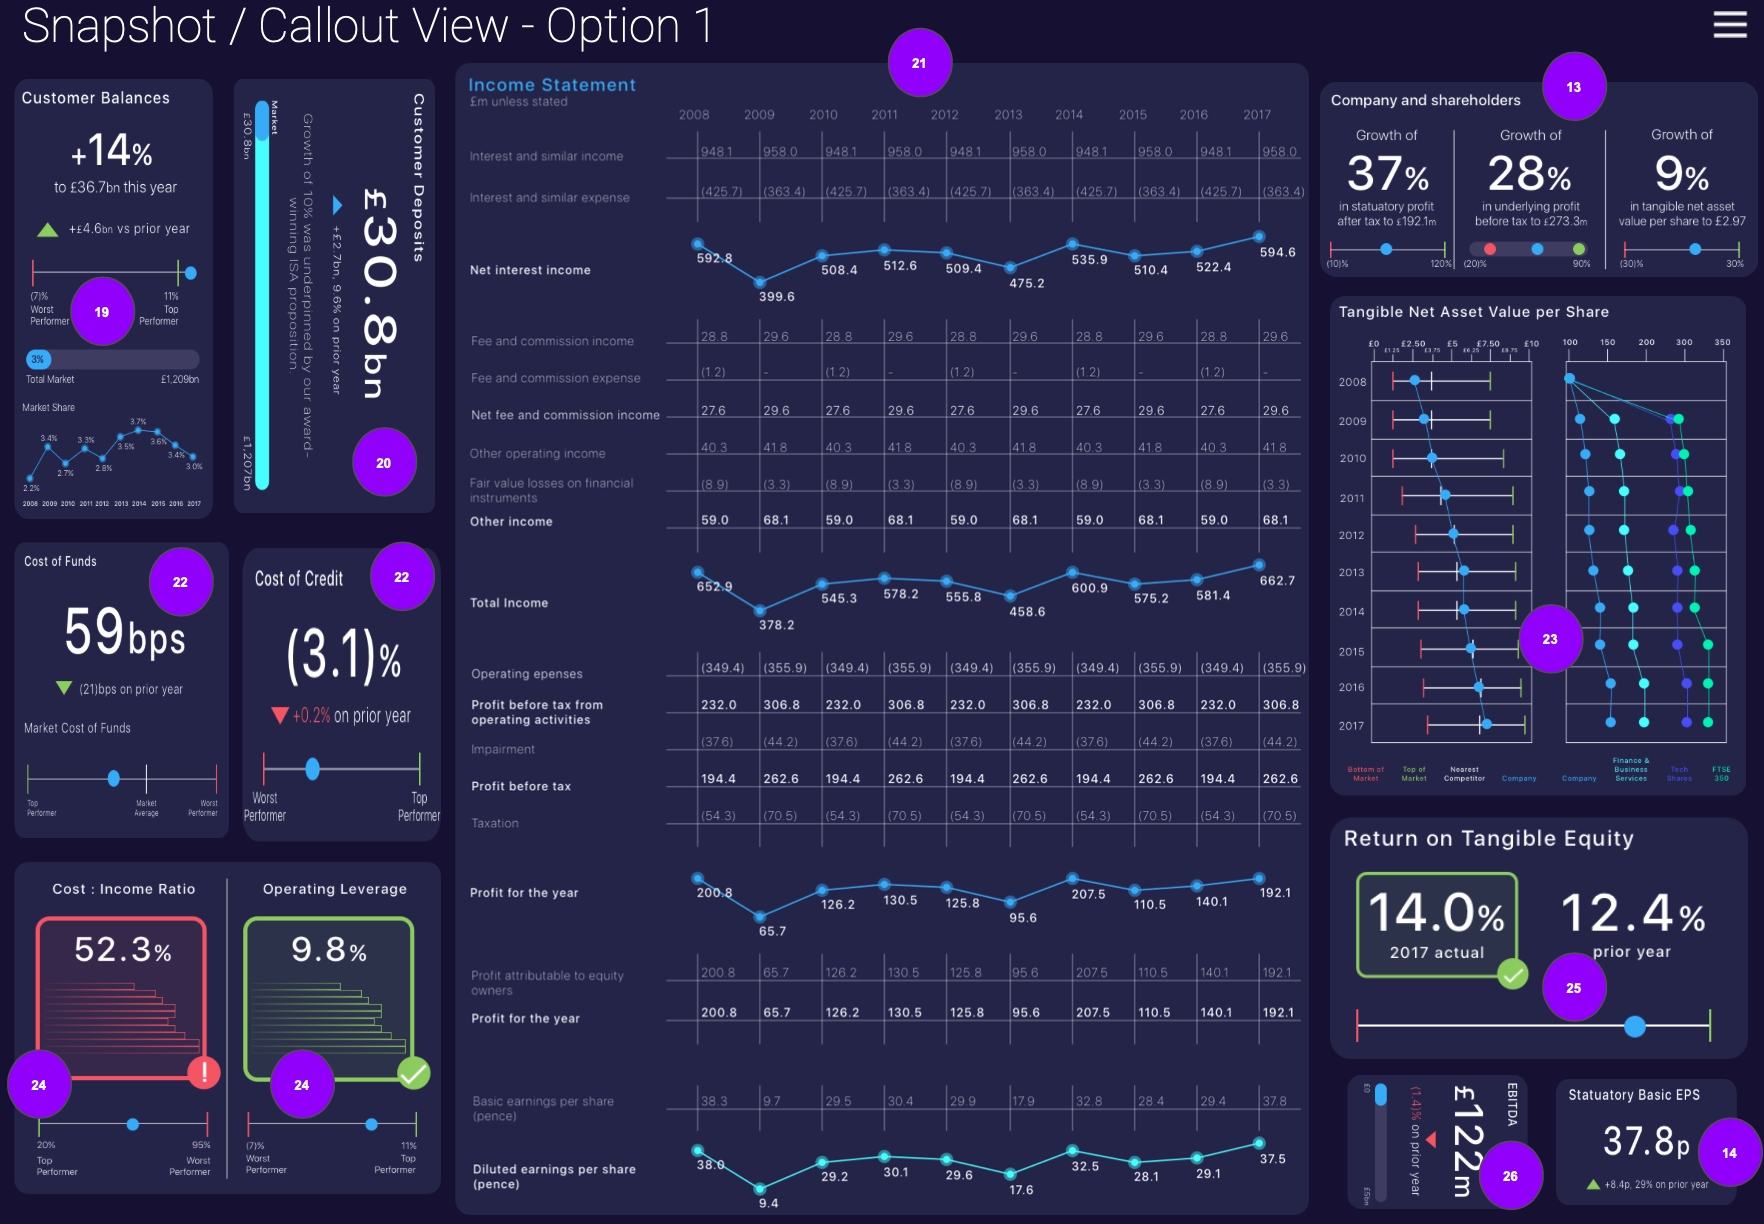 Snapshot / Callout View - Option 1
Customer Balances
+14%
to £36.7bn this year
+£4.6bn vs prior year
(7)%
Worst
Performer
11%
Top
Performer
19
3%
Total Market
£1,209bn
Market Share
2.2%
3.4%
2.7%
3.3%
2.8%
3.5%
3.7%
3.6%
3.4%
3.0%
2008 2009 2010 2011 2012 2013 2014 2015 2016 2017
Customer Deposits
£30.8bn
+£2.7bn, 9.6% on prior year
Growth of 10% was underpinned by our award-
winning ISA proposition.
Market
£30.8bn
£1,207bn
20
Cost of Funds
22
59bps
(21)bps on prior year
Market Cost of Funds
Top
Performer
Market
Average
Worst
Performer
Cost of Credit
22
(3.1)%
+0.2% on prior year
Worst
Performer
Top
Performer
Cost : Income Ratio
52.3%
!
24
20%
Top
Performer
95%
Worst
Performer
Operating Leverage
9.8%
24
(7)%
Worst
Performer
11%
Top
Performer
21
Income Statement
£m unless stated
2008 2009 2010 2011 2012 2013 2014 2015 2016 2017
Interest and similar income 948.1 958.0 948.1 958.0 948.1 958.0 948.1 958.0 948.1 958.0
Interest and similar expense (425.7) (363.4) (425.7) (363.4) (425.7) (363.4) (425.7) (363.4) (425.7) (363.4)
Net interest income 592.8 399.6 508.4 512.6 509.4 475.2 535.9 510.4 522.4 594.6
Fee and commission income 28.8 29.6 28.8 29.6 28.8 29.6 28.8 29.6 28.8 29.6
Fee and commission expense (1.2) - (1.2) - (1.2) - (1.2) - (1.2) -
Net fee and commission income 27.6 29.6 27.6 29.6 27.6 29.6 27.6 29.6 27.6 29.6
Other operating income 40.3 41.8 40.3 41.8 40.3 41.8 40.3 41.8 40.3 41.8
Fair value losses on financial
instruments (8.9) (3.3) (8.9) (3.3) (8.9) (3.3) (8.9) (3.3) (8.9) (3.3)
Other income 59.0 68.1 59.0 68.1 59.0 68.1 59.0 68.1 59.0 68.1
Total Income 652.9 378.2 545.3 578.2 555.8 458.6 600.9 575.2 581.4 662.7
Operating epenses (349.4) (355.9) (349.4) (355.9) (349.4) (355.9) (349.4) (355.9) (349.4) (355.9)
Profit before tax from
operating activities 232.0 306.8 232.0 306.8 232.0 306.8 232.0 306.8 232.0 306.8
Impairment (37.6) (44.2) (37.6) (44.2) (37.6) (44.2) (37.6) (44.2) (37.6) (44.2)
Profit before tax 194.4 262.6 194.4 262.6 194.4 262.6 194.4 262.6 194.4 262.6
Taxation (54.3) (70.5) (54.3) (70.5) (54.3) (70.5) (54.3) (70.5) (54.3) (70.5)
Profit for the year 200.8 65.7 126.2 130.5 125.8 95.6 207.5 110.5 140.1 192.1
Profit attributable to equity
owners 200.8 65.7 126.2 130.5 125.8 95.6 207.5 110.5 140.1 192.1
Profit for the year 200.8 65.7 126.2 130.5 125.8 95.6 207.5 110.5 140.1 192.1
Basic earnings per share
(pence) 38.3 9.7 29.5 30.4 29.9 17.9 32.8 28.4 29.4 37.8
Diluted earnings per share
(pence) 38.0 9.4 29.2 30.1 29.6 17.6 32.5 28.1 29.1 37.5
13
Company and shareholders
Growth of
37%
in statuatory profit
after tax to £192.1m
(10)%
120%
Growth of
28%
in underlying profit
before tax to £273.3m
(20)%
90%
Growth of
9%
in tangible net asset
value per share to £2.97
(30)%
30%
Tangible Net Asset Value per Share
£0 £1.25 £2.50 £3.75 £5 £6.25 £7.50 £8.75 £10
100 150 200 300 350
2008
2009
2010
2011
2012
2013
2014
2015
2016
2017
23
Bottom of
Market
Top of
Market
Nearest
Competitor
Company
Company
Finance &
Business
Services
Tech
Shares
FTSE
350
Return on Tangible Equity
14.0%
2017 actual
12.4%
prior year
25
EBITDA
£122m
(1.4)% on prior year
£0
£5bn
26
Statuatory Basic EPS
37.8p
+8.4p, 29% on prior year
14